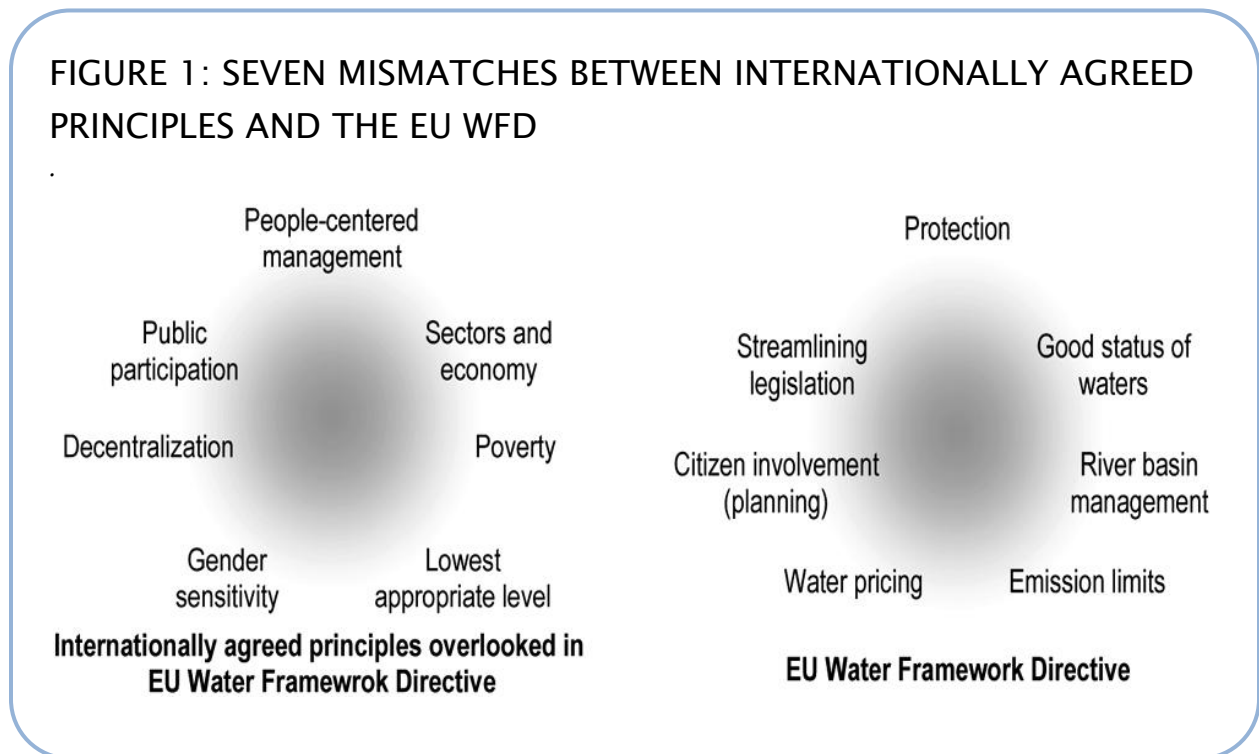 FIGURE 1: SEVEN MISMATCHES BETWEEN INTERNATIONALLY AGREED
PRINCIPLES AND THE EU WFD
.
People-centered
management
Public
participation
Sectors and
economy
Decentralization
Poverty
Gender
sensitivity
Lowest
appropriate level
Internationally agreed principles overlooked in
EU Water Framewrok Directive
Protection
Streamlining
legislation
Good status of
waters
Citizen involvement
(planning)
River basin
management
Water pricing
Emission limits
EU Water Framework Directive